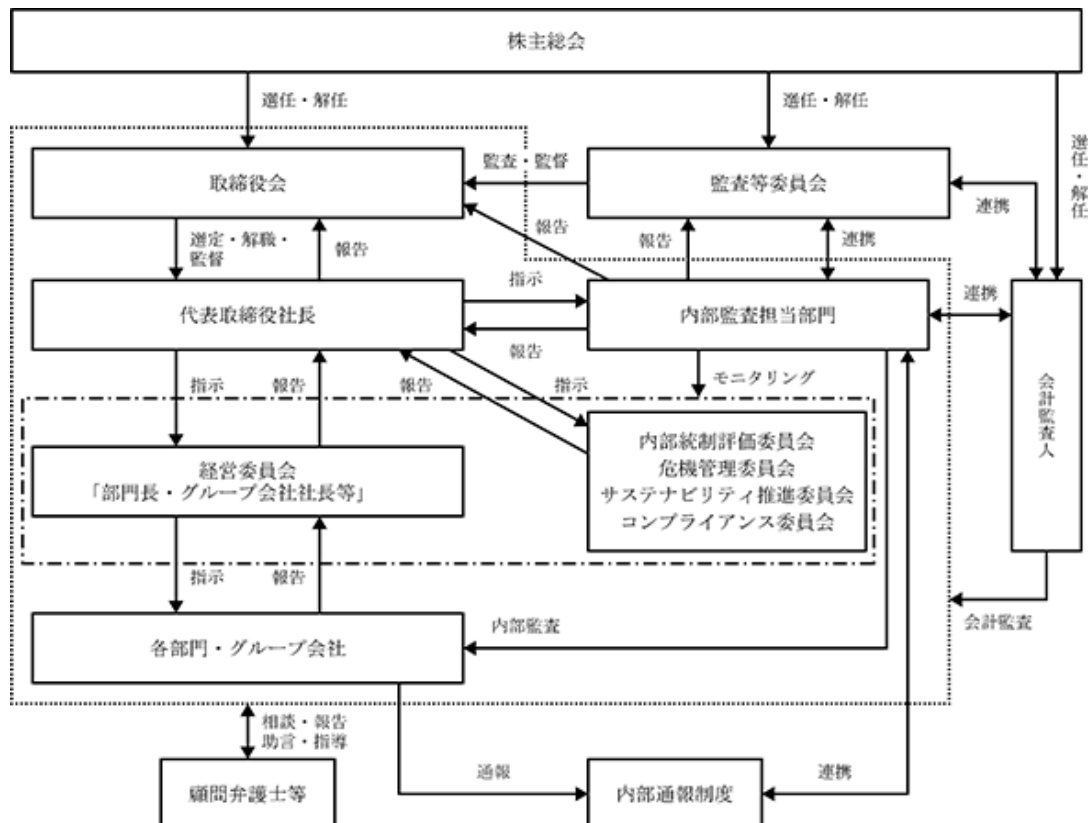 株主総会
選任・解任
選任・解任
選任・解任
取締役会
監査・監督
監査等委員会
連携
選定・解職・
監督
報告
報告
報告
連携
代表取締役社長
指示
報告
内部監査担当部門
連携
会計監査人
指示
報告
報告
指示
モニタリング
経営委員会
「部門長・グループ会社社長等」
内部統制評価委員会
危機管理委員会
サステナビリティ推進委員会
コンプライアンス委員会
指示
報告
各部門・グループ会社
内部監査
会計監査
相談・報告
助言・指導
顧問弁護士等
通報
内部通報制度
連携